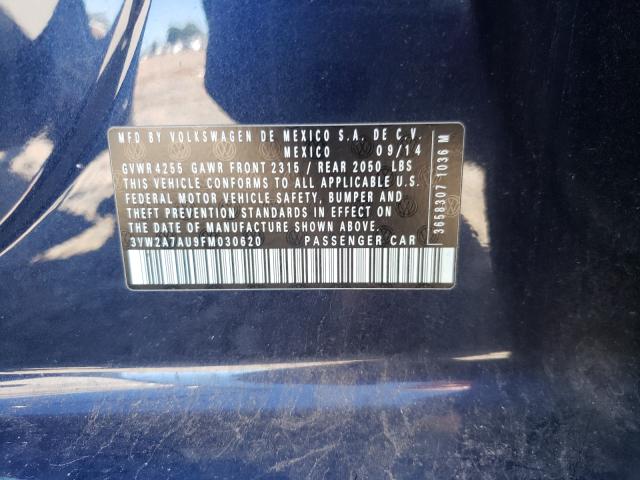 MFD BY VOLKSWAGEN DE MEXICO S.A. DE C.V.
MEXICO 09/14
GVWR 4255 GAWR FRONT 2315 / REAR 2050 LBS
THIS VEHICLE CONFORMS TO ALL APPLICABLE U.S.
FEDERAL MOTOR VEHICLE SAFETY, BUMPER AND
THEFT PREVENTION STANDARDS IN EFFECT ON
THE DATE OF MANUFACTURE SHOWN ABOVE.
3VW2A7AU9FM030620 PASSENGER CAR
3658307 1036 M